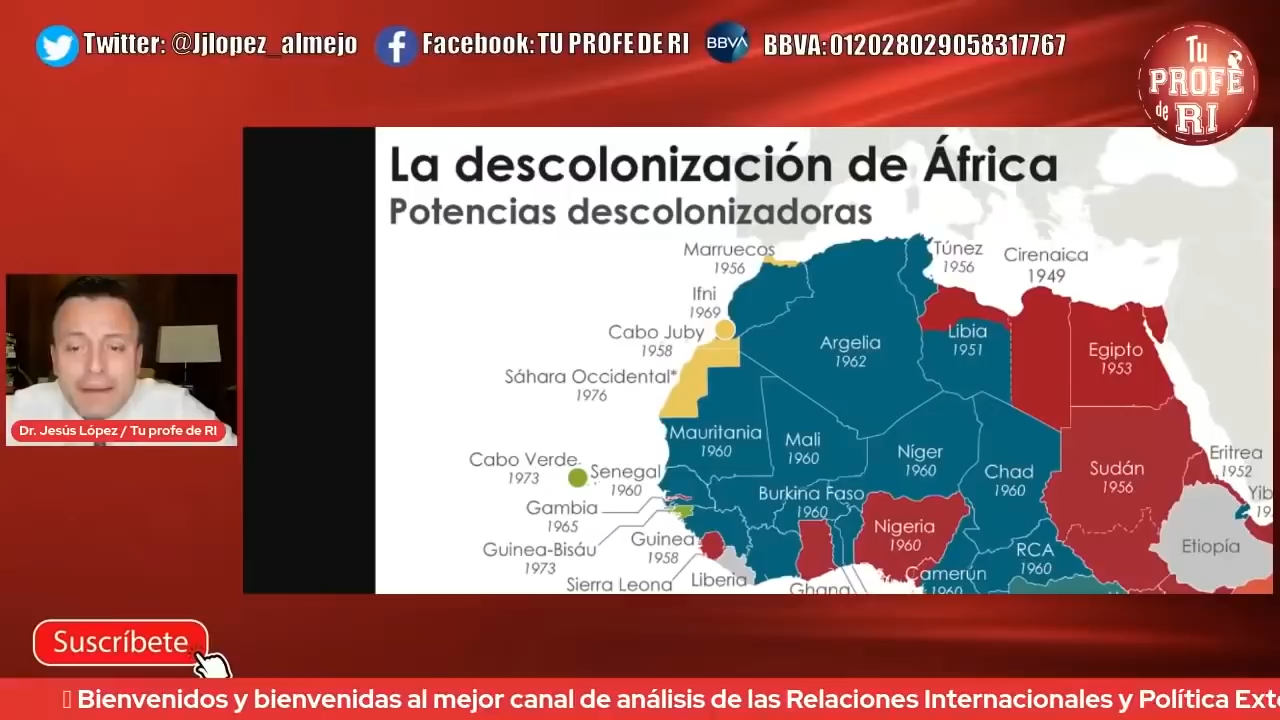 Twitter: @Jjlopez_almejo
Facebook: TU PROFE DE RI
BBVA
BBVA: 012028029058317767
Tu
PROFE
de RI
La descolonización de África
Potencias descolonizadoras
Marruecos
1956
Túnez
1956
Cirenaica
1949
Ifni
1969
Cabo Juby
1958
Libia
1951
Argelia
1962
Egipto
1953
Sáhara Occidental*
1976
Mauritania
1960
Mali
1960
Níger
1960
Chad
1960
Sudán
1956
Eritrea
1952
Cabo Verde
1973
Senegal
1960
Burkina Faso
1960
Yib
19
Gambia
1965
Nigeria
1960
Guinea-Bisáu
1973
Guinea
1958
RCA
1960
Etiopía
Sierra Leona
Liberia
Ghana
Camerún
1960
Dr. Jesús López / Tu profe de RI
Suscríbete
Bienvenidos y bienvenidas al mejor canal de análisis de las Relaciones Internacionales y Política Exte